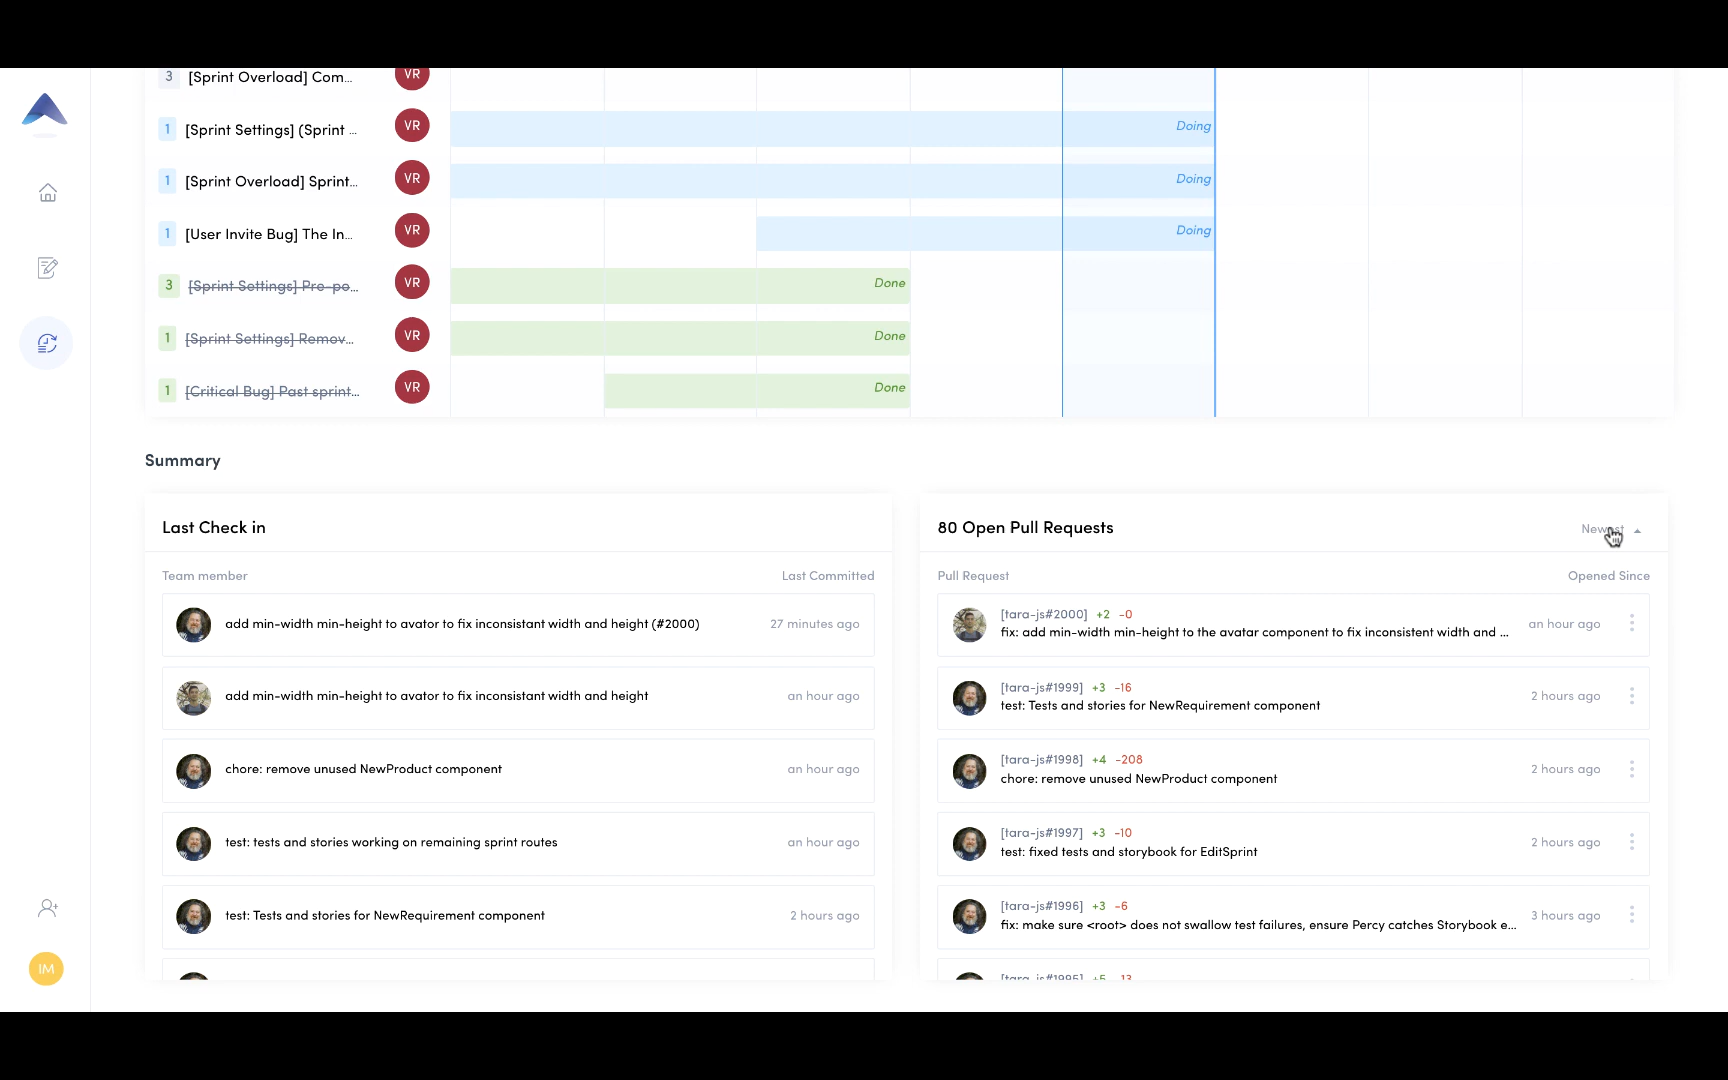 3 [Sprint Overload] Com... VR
1 [Sprint Settings] (Sprint ... VR Doing
1 [Sprint Overload] Sprint... VR Doing
1 [User Invite Bug] The In... VR Doing
3 [Sprint Settings] Pre-po... VR Done
1 [Sprint Settings] Remov... VR Done
1 [Critical Bug] Past sprint... VR Done
Summary
Last Check in
Team member Last Committed
add min-width min-height to avator to fix inconsistant width and height (#2000) 27 minutes ago
add min-width min-height to avator to fix inconsistant width and height an hour ago
chore: remove unused NewProduct component an hour ago
test: tests and stories working on remaining sprint routes an hour ago
test: Tests and stories for NewRequirement component 2 hours ago
80 Open Pull Requests Newest
Pull Request Opened Since
[tara-js#2000] +2 -0
fix: add min-width min-height to the avatar component to fix inconsistent width and ... an hour ago
[tara-js#1999] +3 -16
test: Tests and stories for NewRequirement component 2 hours ago
[tara-js#1998] +4 -208
chore: remove unused NewProduct component 2 hours ago
[tara-js#1997] +3 -10
test: fixed tests and storybook for EditSprint 2 hours ago
[tara-js#1996] +3 -6
fix: make sure <root> does not swallow test failures, ensure Percy catches Storybook e... 3 hours ago
[tara-js#1995] +5 -13
IM